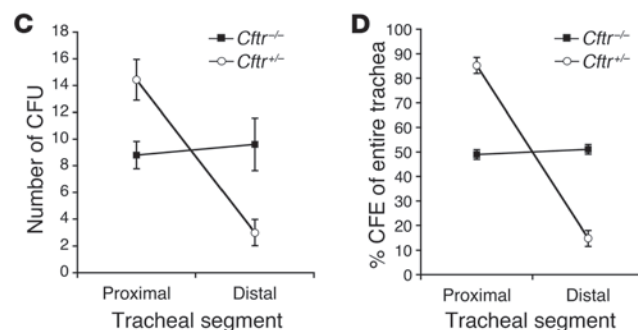 C
Cftr–/–
Cftr+/–
Number of CFU
18
16
14
12
10
8
6
4
2
0
Proximal Distal
Tracheal segment
D
Cftr–/–
Cftr+/–
% CFE of entire trachea
100
90
80
70
60
50
40
30
20
10
0
Proximal Distal
Tracheal segment